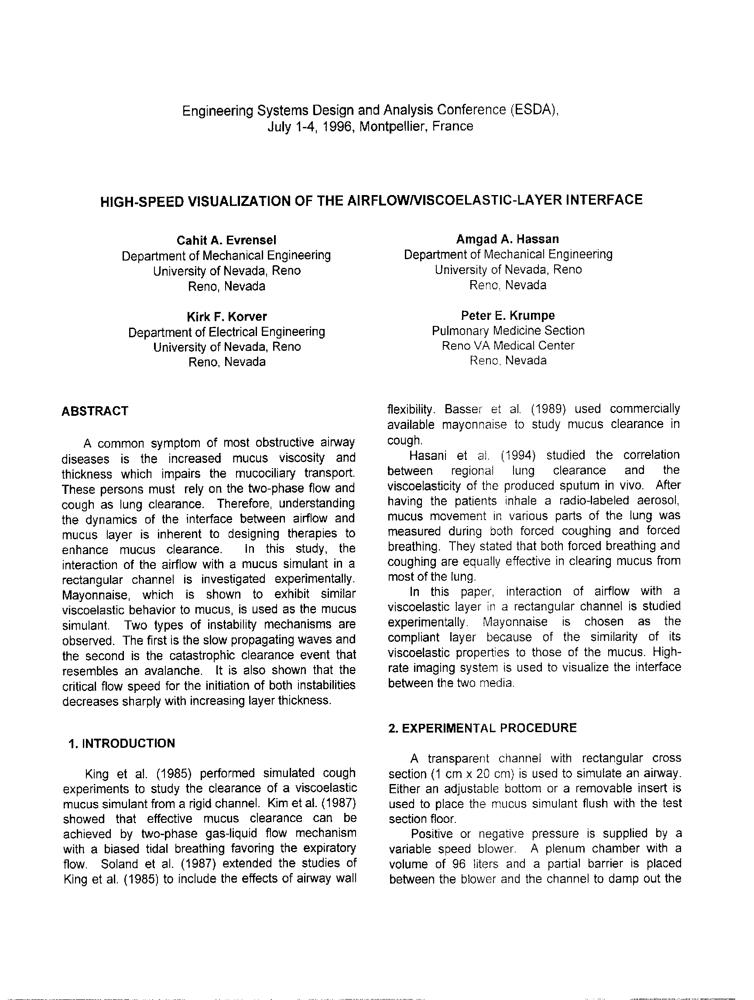 Engineering Systems Design and Analysis Conference (ESDA),
July 1-4, 1996, Montpellier, France
HIGH-SPEED VISUALIZATION OF THE AIRFLOW/VISCOELASTIC-LAYER INTERFACE
Cahit A. Evrensel
Department of Mechanical Engineering
University of Nevada, Reno
Reno, Nevada
Amgad A. Hassan
Department of Mechanical Engineering
University of Nevada, Reno
Reno, Nevada
Kirk F. Korver
Department of Electrical Engineering
University of Nevada, Reno
Reno, Nevada
Peter E. Krumpe
Pulmonary Medicine Section
Reno VA Medical Center
Reno, Nevada
ABSTRACT
A common symptom of most obstructive airway
diseases is the increased mucus viscosity and
thickness which impairs the mucociliary transport.
These persons must rely on the two-phase flow and
cough as lung clearance. Therefore, understanding
the dynamics of the interface between airflow and
mucus layer is inherent to designing therapies to
enhance mucus clearance. In this study, the
interaction of the airflow with a mucus simulant in a
rectangular channel is investigated experimentally.
Mayonnaise, which is shown to exhibit similar
viscoelastic behavior to mucus, is used as the mucus
simulant. Two types of instability mechanisms are
observed. The first is the slow propagating waves and
the second is the catastrophic clearance event that
resembles an avalanche. It is also shown that the
critical flow speed for the initiation of both instabilities
decreases sharply with increasing layer thickness.
1. INTRODUCTION
King et al. (1985) performed simulated cough
experiments to study the clearance of a viscoelastic
mucus simulant from a rigid channel. Kim et al. (1987)
showed that effective mucus clearance can be
achieved by two-phase gas-liquid flow mechanism
with a biased tidal breathing favoring the expiratory
flow. Soland et al. (1987) extended the studies of
King et al. (1985) to include the effects of airway wall
flexibility. Basser et al. (1989) used commercially
available mayonnaise to study mucus clearance in
cough.
Hasani et al. (1994) studied the correlation
between regional lung clearance and the
viscoelasticity of the produced sputum in vivo. After
having the patients inhale a radio-labeled aerosol,
mucus movement in various parts of the lung was
measured during both forced coughing and forced
breathing. They stated that both forced breathing and
coughing are equally effective in clearing mucus from
most of the lung.
In this paper, interaction of airflow with a
viscoelastic layer in a rectangular channel is studied
experimentally. Mayonnaise is chosen as the
compliant layer because of the similarity of its
viscoelastic properties to those of the mucus. High-
rate imaging system is used to visualize the interface
between the two media.
2. EXPERIMENTAL PROCEDURE
A transparent channel with rectangular cross
section (1 cm x 20 cm) is used to simulate an airway.
Either an adjustable bottom or a removable insert is
used to place the mucus simulant flush with the test
section floor.
Positive or negative pressure is supplied by a
variable speed blower. A plenum chamber with a
volume of 96 liters and a partial barrier is placed
between the blower and the channel to damp out the